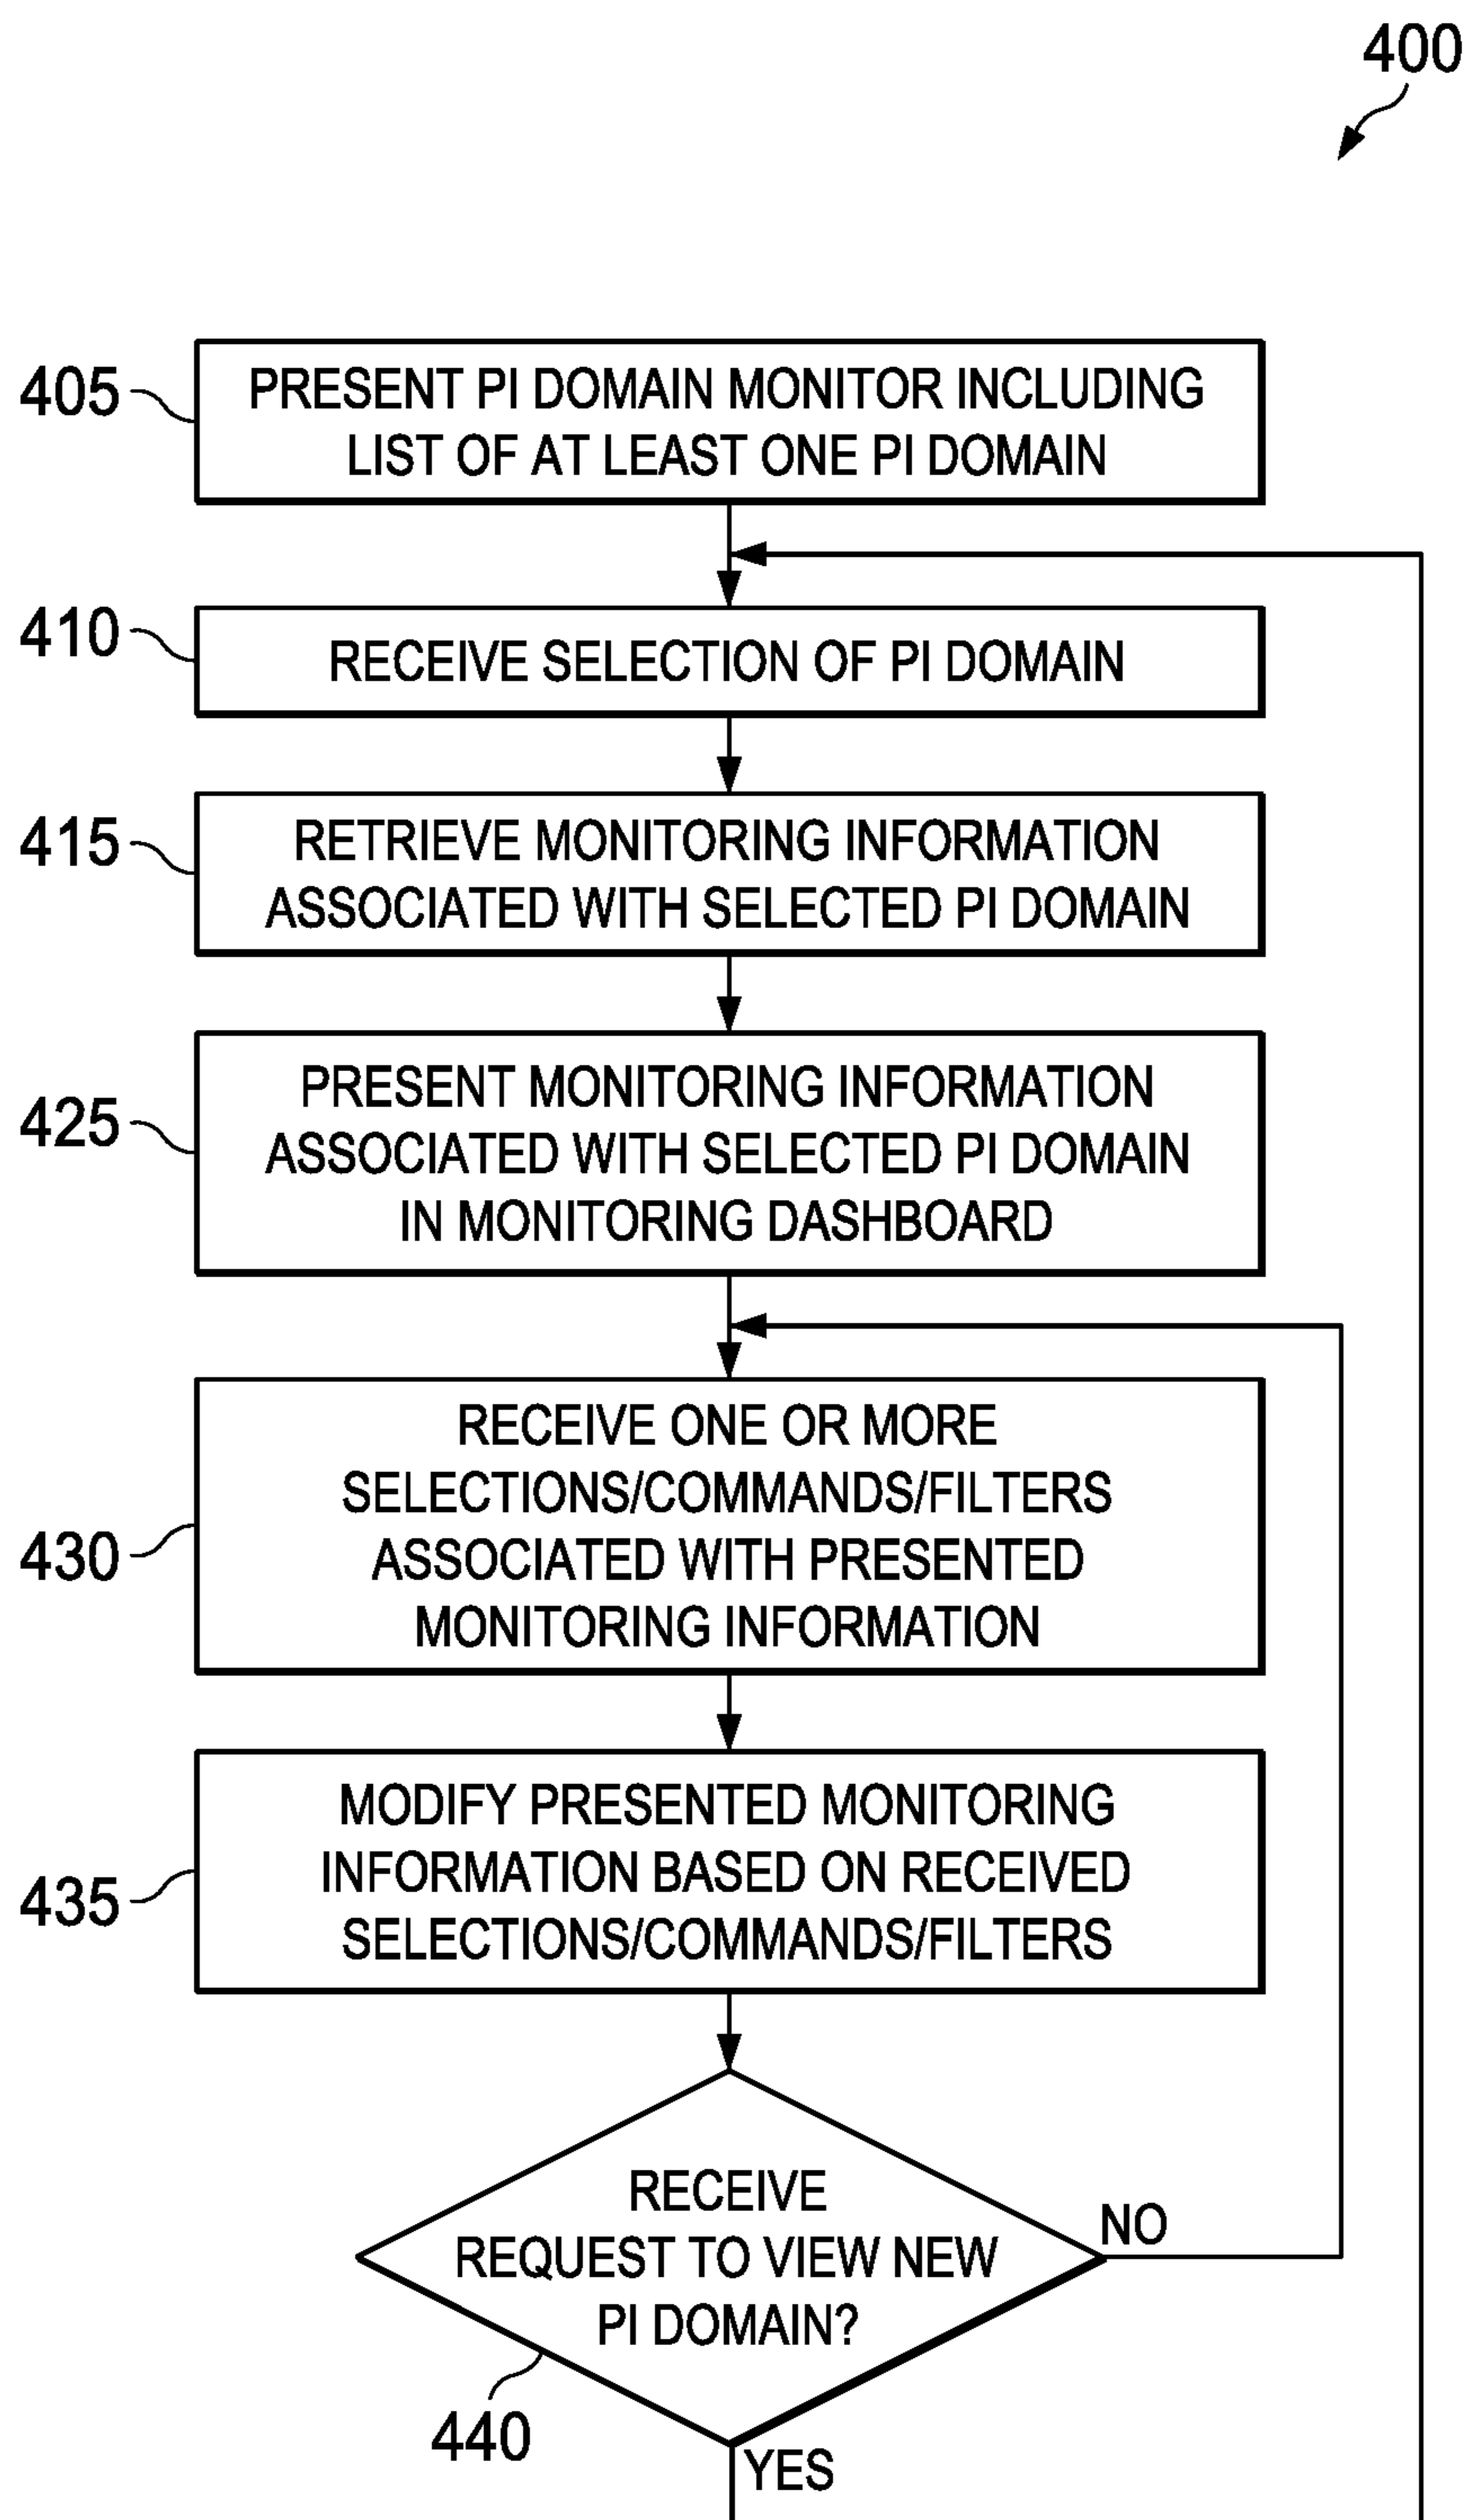 400
405
PRESENT PI DOMAIN MONITOR INCLUDING
LIST OF AT LEAST ONE PI DOMAIN
410
RECEIVE SELECTION OF PI DOMAIN
415
RETRIEVE MONITORING INFORMATION
ASSOCIATED WITH SELECTED PI DOMAIN
425
PRESENT MONITORING INFORMATION
ASSOCIATED WITH SELECTED PI DOMAIN
IN MONITORING DASHBOARD
430
RECEIVE ONE OR MORE
SELECTIONS/COMMANDS/FILTERS
ASSOCIATED WITH PRESENTED
MONITORING INFORMATION
435
MODIFY PRESENTED MONITORING
INFORMATION BASED ON RECEIVED
SELECTIONS/COMMANDS/FILTERS
RECEIVE
REQUEST TO VIEW NEW
PI DOMAIN?
NO
440
YES